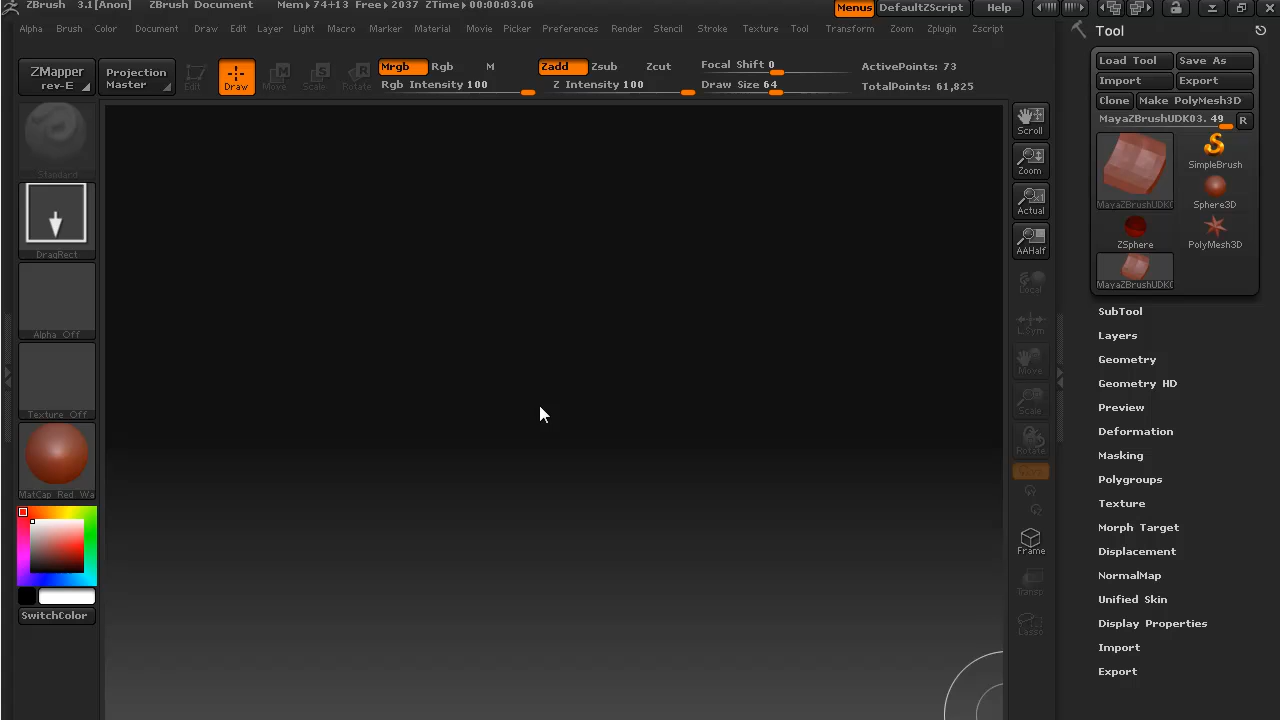 ZBrush 3.1[Anon] ZBrush Document Mem▸74+13 Free▸2037 ZTime▸00:00:03.06 Menus DefaultZScript Help
Alpha Brush Color Document Draw Edit Layer Light Macro Marker Material Movie Picker Preferences Render Stencil Stroke Texture Tool Transform Zoom Zplugin Zscript
ZMapper
rev-E
Projection
Master
Edit
Draw
Move
Scale
Rotate
Mrgb Rgb M
Rgb Intensity 100
Zadd Zsub Zcut
Z Intensity 100
Focal Shift 0
Draw Size 64
ActivePoints: 73
TotalPoints: 61,825
Standard
DragRect
Alpha Off
Texture Off
MatCap Red Wa
SwitchColor
Scroll
Zoom
Actual
AAHalf
Local
L.Sym
Move
Scale
Rotate
Frame
Transp
Lasso
Tool
Load Tool Save As
Import Export
Clone Make PolyMesh3D
MayaZBrushUDK03. 49 R
MayaZBrushUDK0
SimpleBrush
Sphere3D
ZSphere
PolyMesh3D
MayaZBrushUDK0
SubTool
Layers
Geometry
Geometry HD
Preview
Deformation
Masking
Polygroups
Texture
Morph Target
Displacement
NormalMap
Unified Skin
Display Properties
Import
Export